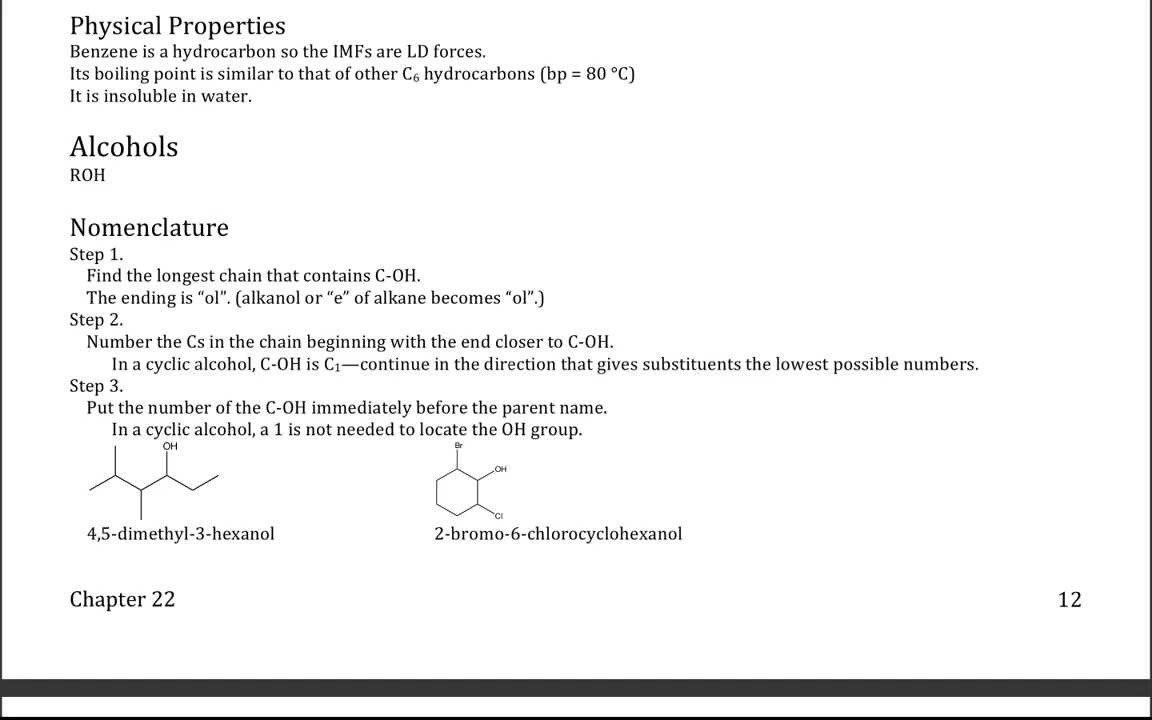 Physical Properties
Benzene is a hydrocarbon so the IMFs are LD forces.
Its boiling point is similar to that of other C₆ hydrocarbons (bp = 80 °C)
It is insoluble in water.
Alcohols
ROH
Nomenclature
Step 1.
Find the longest chain that contains C-OH.
The ending is “ol”. (alkanol or “e” of alkane becomes “ol”.)
Step 2.
Number the Cs in the chain beginning with the end closer to C-OH.
In a cyclic alcohol, C-OH is C₁—continue in the direction that gives substituents the lowest possible numbers.
Step 3.
Put the number of the C-OH immediately before the parent name.
In a cyclic alcohol, a 1 is not needed to locate the OH group.
OH
Br
OH
Cl
4,5-dimethyl-3-hexanol
2-bromo-6-chlorocyclohexanol
Chapter 22
12